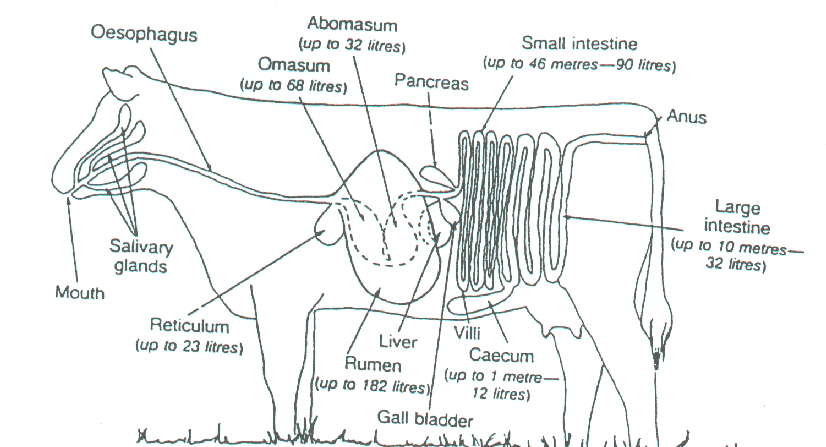 Oesophagus
Abomasum
(up to 32 litres)
Omasum
(up to 68 litres)
Pancreas
Small intestine
(up to 46 metres—90 litres)
Anus
Large
intestine
(up to 10 metres—
32 litres)
Salivary
glands
Mouth
Reticulum
(up to 23 litres)
Liver
Rumen
(up to 182 litres)
Villi
Caecum
(up to 1 metre—
12 litres)
Gall bladder